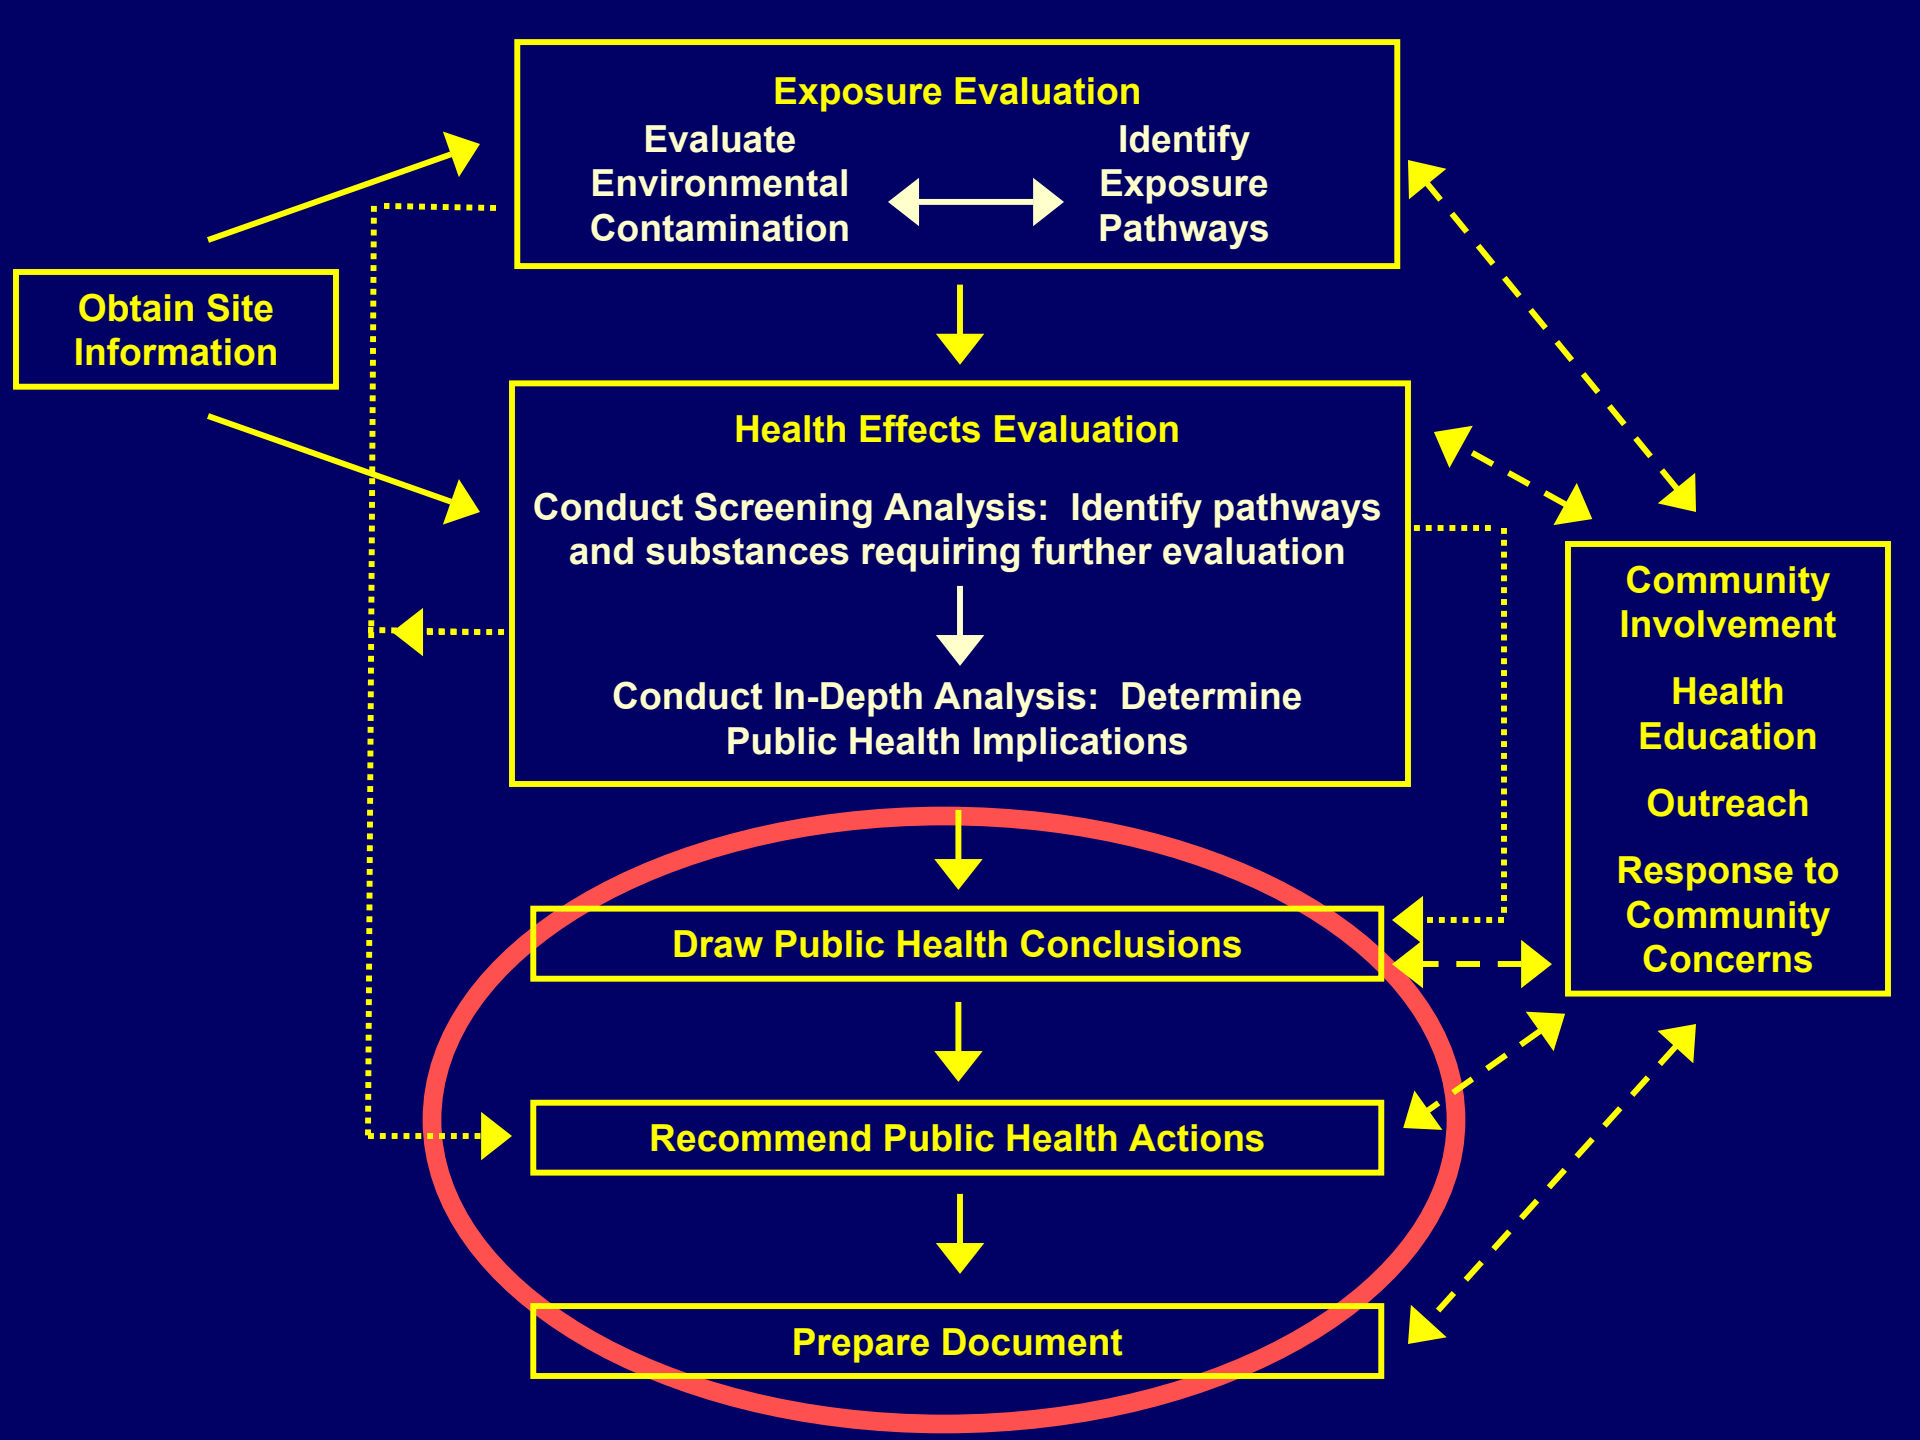 Exposure Evaluation
Evaluate
Environmental
Contamination
Identify
Exposure
Pathways
Obtain Site
Information
Health Effects Evaluation
Conduct Screening Analysis:  Identify pathways
and substances requiring further evaluation
Conduct In-Depth Analysis:  Determine
Public Health Implications
Community
Involvement
Health
Education
Outreach
Response to
Community
Concerns
Draw Public Health Conclusions
Recommend Public Health Actions
Prepare Document